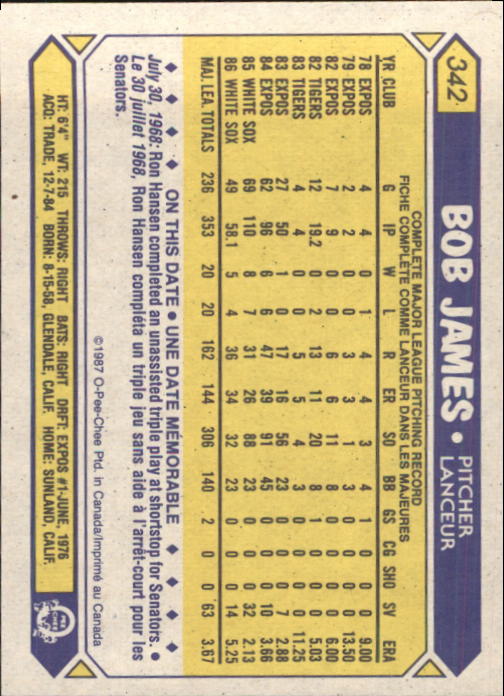 342
BOB JAMES • PITCHER LANCEUR
COMPLETE MAJOR LEAGUE PITCHING RECORD
FICHE COMPLÈTE COMME LANCEUR DANS LES MAJEURES
YR CLUB G IP W L R ER SO BB GS CG SHO SV ERA
78 EXPOS 4 4 0 1 4 4 3 4 1 0 0 0 9.00
79 EXPOS 2 2 0 0 3 3 1 3 0 0 0 0 13.50
82 EXPOS 7 9 0 0 6 6 11 8 0 0 0 0 6.00
82 TIGERS 12 19.2 0 2 13 11 20 8 1 0 0 0 5.03
83 TIGERS 4 4 0 0 5 5 4 3 0 0 0 0 11.25
83 EXPOS 27 50 1 0 17 16 56 23 0 0 0 7 2.88
84 EXPOS 62 96 6 6 47 39 91 45 0 0 0 10 3.66
85 WHITE SOX 69 110 8 7 31 26 88 23 0 0 0 32 2.13
86 WHITE SOX 49 58.1 5 4 36 34 32 23 0 0 0 14 5.25
MAJ. LEA. TOTALS 236 353 20 20 162 144 306 140 2 0 0 63 3.67
ON THIS DATE • UNE DATE MÉMORABLE
July 30, 1968: Ron Hansen completed an unassisted triple play at shortstop for Senators. •
Le 30 juillet 1968, Ron Hansen compléta un triple jeu sans aide à l'arrêt-court pour les
Senators.
©1987 O-Pee-Chee Ptd. in Canada/Imprimé au Canada
HT: 6'4" WT: 215 THROWS: RIGHT BATS: RIGHT DRFT: EXPOS #1-JUNE, 1976
ACQ: TRADE, 12-7-84 BORN: 8-15-58, GLENDALE, CALIF. HOME: SUNLAND, CALIF.
O PEE CHEE